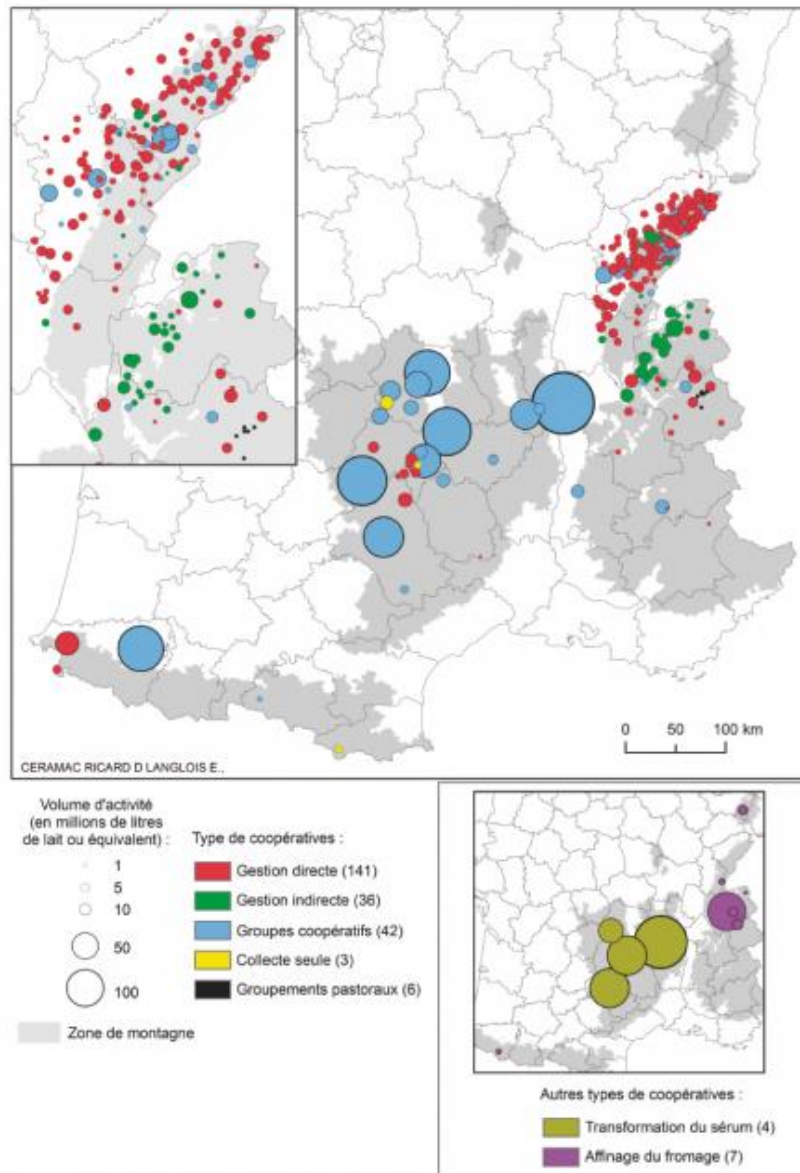 0 50 100 km
CERAMAC RICARD D LANGLOIS E.,
Volume d'activité
(en millions de litres
de lait ou équivalent) :
1
5
10
50
100
Zone de montagne
Type de coopératives :
Gestion directe (141)
Gestion indirecte (36)
Groupes coopératifs (42)
Collecte seule (3)
Groupements pastoraux (6)
Autres types de coopératives :
Transformation du sérum (4)
Affinage du fromage (7)